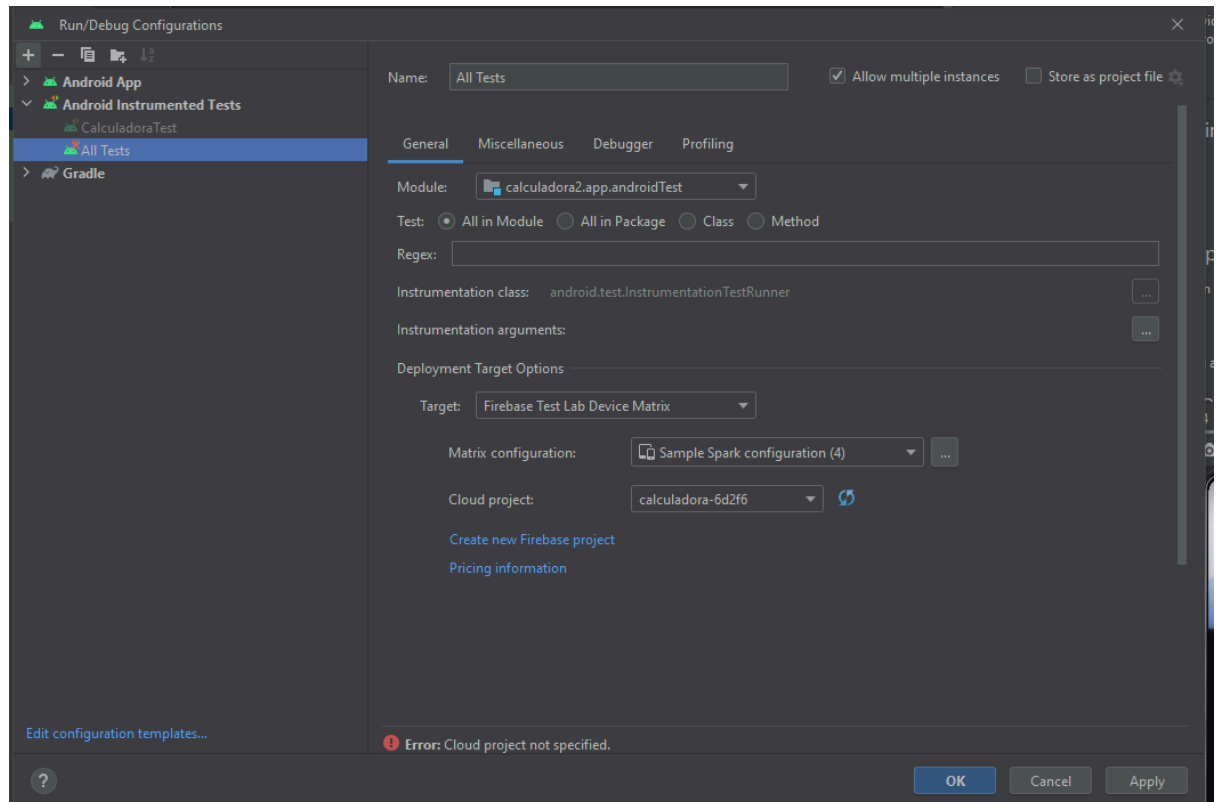 Run/Debug Configurations
Android App
Android Instrumented Tests
CalculadoraTest
All Tests
Gradle
Edit configuration templates...
Name: All Tests Allow multiple instances Store as project file
General Miscellaneous Debugger Profiling
Module: calculadora2.app.androidTest
Test: All in Module All in Package Class Method
Regex:
Instrumentation class: android.test.InstrumentationTestRunner ...
Instrumentation arguments: ...
Deployment Target Options
Target: Firebase Test Lab Device Matrix
Matrix configuration: Sample Spark configuration (4) ...
Cloud project: calculadora-6d2f6
Create new Firebase project
Pricing information
Error: Cloud project not specified.
? OK Cancel Apply